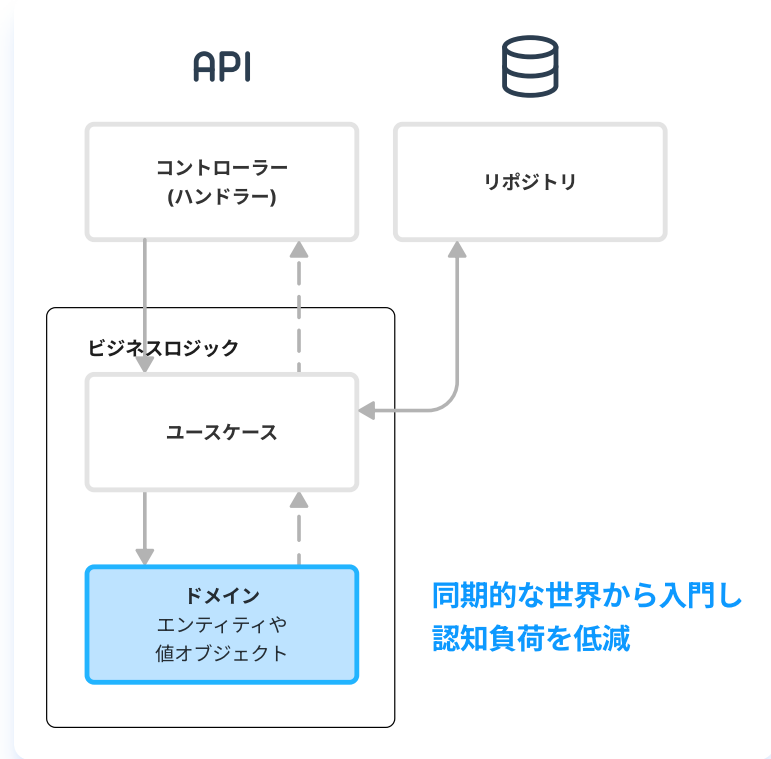 API
コントローラー
(ハンドラー)
リポジトリ
ビジネスロジック
ユースケース
ドメイン
エンティティや
値オブジェクト
同期的な世界から入門し
認知負荷を低減